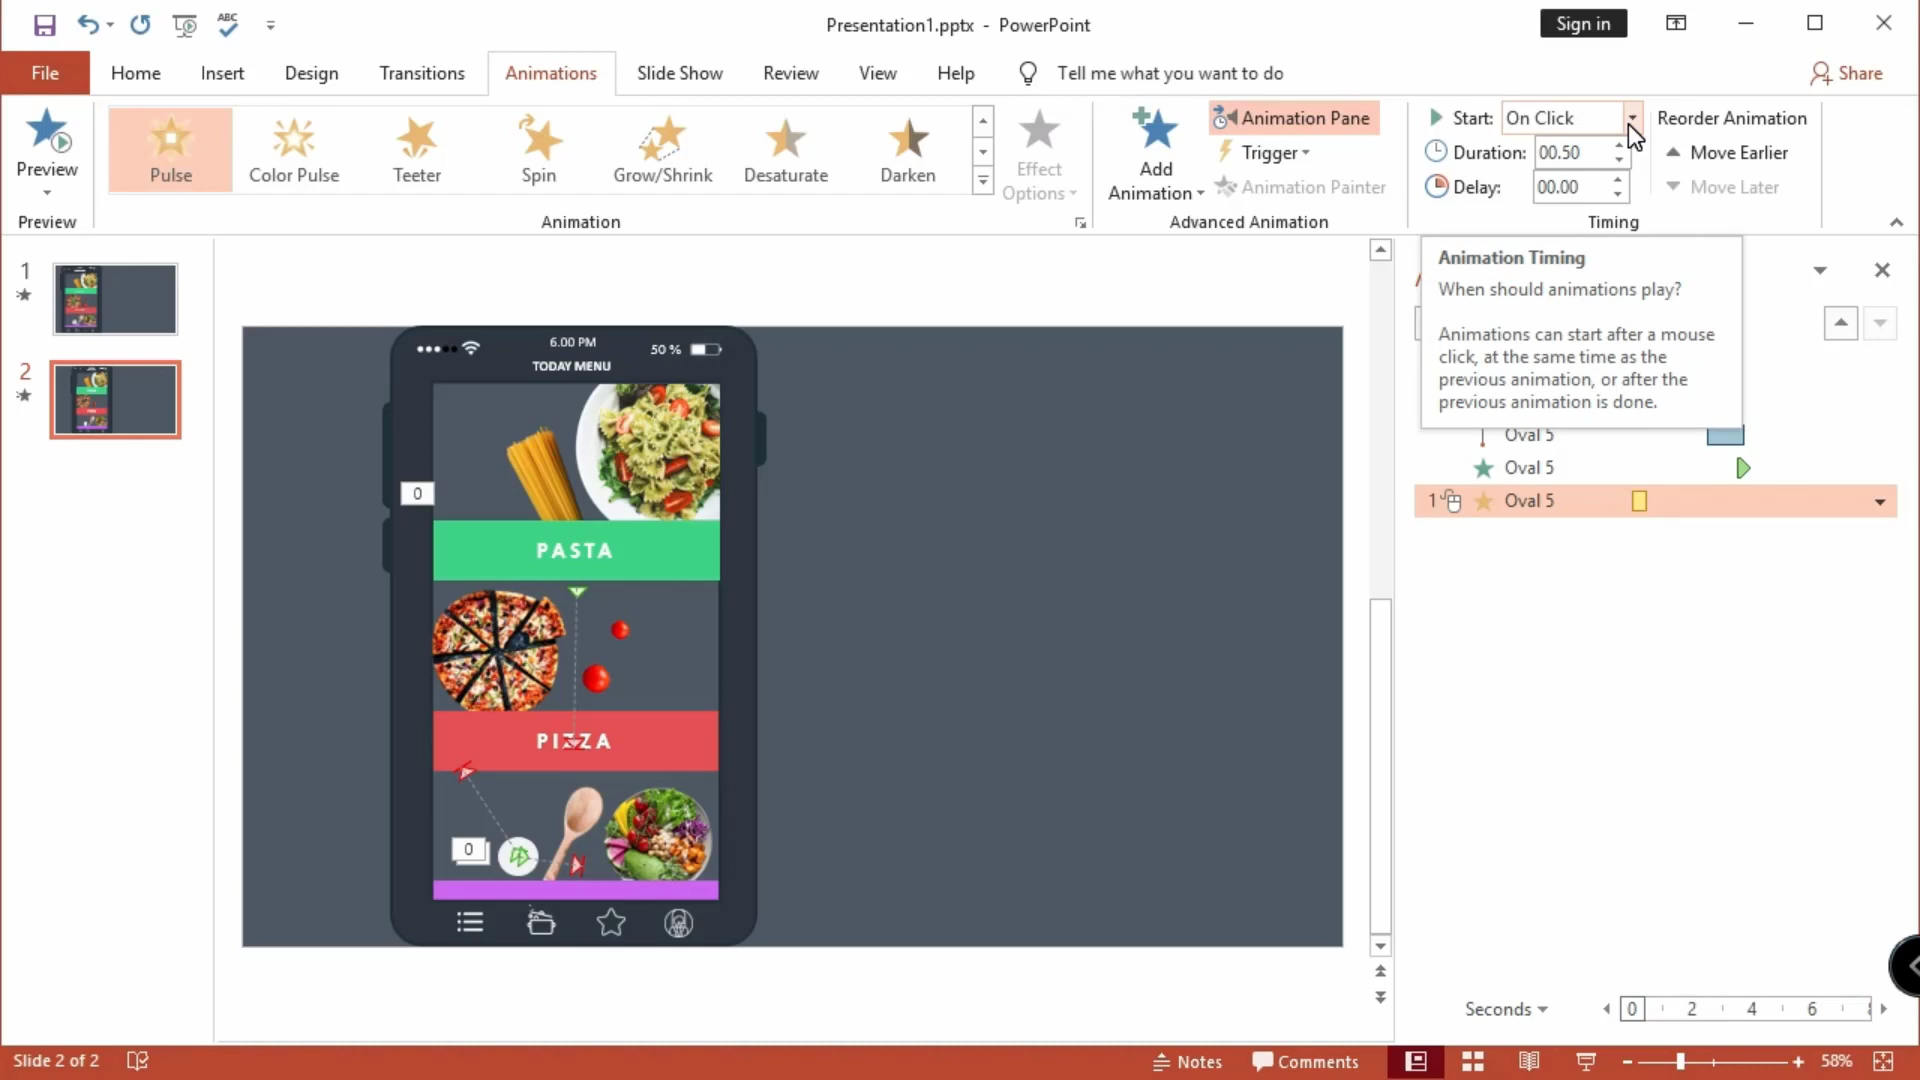 ABC
Presentation1.pptx - PowerPoint
Sign in
File
Home
Insert
Design
Transitions
Animations
Slide Show
Review
View
Help
Tell me what you want to do
Share
Preview
Preview
Pulse
Color Pulse
Teeter
Spin
Grow/Shrink
Desaturate
Darken
Animation
Effect
Options
Add
Animation
Animation Pane
Trigger
Animation Painter
Advanced Animation
Start: On Click
Duration: 00.50
Delay: 00.00
Reorder Animation
Move Earlier
Move Later
Timing
1
2
6.00 PM
50 %
TODAY MENU
0
PASTA
PIZZA
0
Animation Timing
When should animations play?
Animations can start after a mouse
click, at the same time as the
previous animation, or after the
previous animation is done.
Oval 5
Oval 5
1 Oval 5
Seconds
0 2 4 6
Slide 2 of 2
Notes
Comments
58%